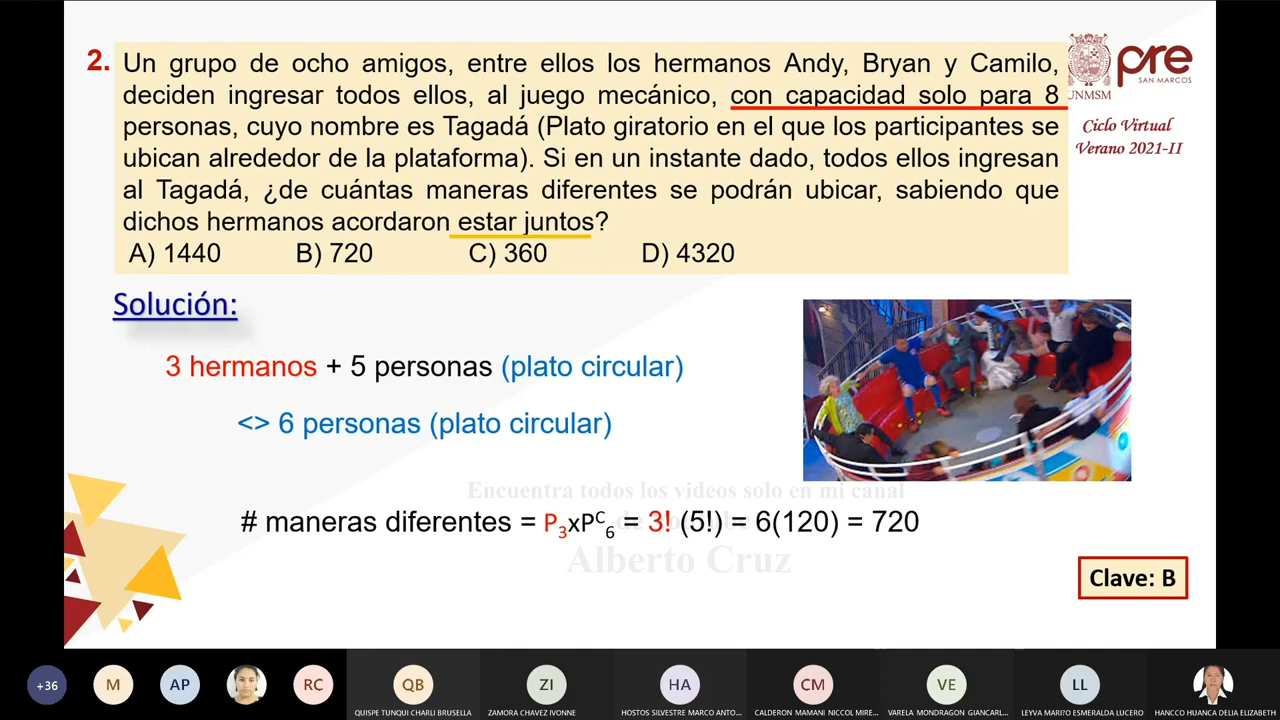 2. Un grupo de ocho amigos, entre ellos los hermanos Andy, Bryan y Camilo,
deciden ingresar todos ellos, al juego mecánico, con capacidad solo para 8
personas, cuyo nombre es Tagadá (Plato giratorio en el que los participantes se
ubican alrededor de la plataforma). Si en un instante dado, todos ellos ingresan
al Tagadá, ¿de cuántas maneras diferentes se podrán ubicar, sabiendo que
dichos hermanos acordaron estar juntos?
A) 1440 B) 720 C) 360 D) 4320
pre
SAN MARCOS
UNMSM
Ciclo Virtual
Verano 2021-II
Solución:
3 hermanos + 5 personas (plato circular)
<> 6 personas (plato circular)
Encuentra todos los videos solo en mi canal
# maneras diferentes = P3xPC6 = 3! (5!) = 6(120) = 720
Alberto Cruz
Clave: B
+36
M
AP
RC
QB
ZI
HA
CM
VE
LL
QUISPE TUNQUI CHARLI BRUSELLA
ZAMORA CHAVEZ IVONNE
HOSTOS SILVESTRE MARCO ANTO...
CALDERON MAMANI NICCOL MIRE...
VARELA MONDRAGON GIANCARL...
LEYVA MARIÑO ESMERALDA LUCERO
HANCCO HUANCA DELIA ELIZABETH